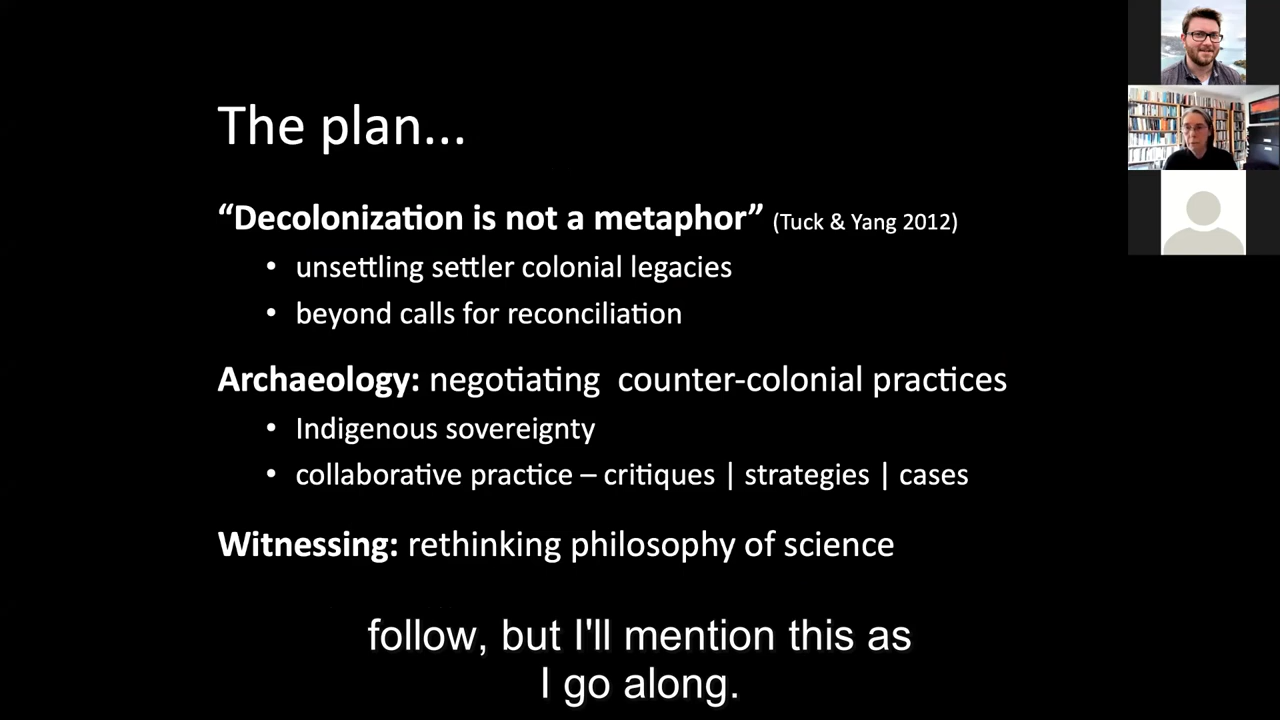 The plan...
“Decolonization is not a metaphor” (Tuck & Yang 2012)
• unsettling settler colonial legacies
• beyond calls for reconciliation
Archaeology: negotiating counter-colonial practices
• Indigenous sovereignty
• collaborative practice – critiques | strategies | cases
Witnessing: rethinking philosophy of science
follow, but I'll mention this as
I go along.